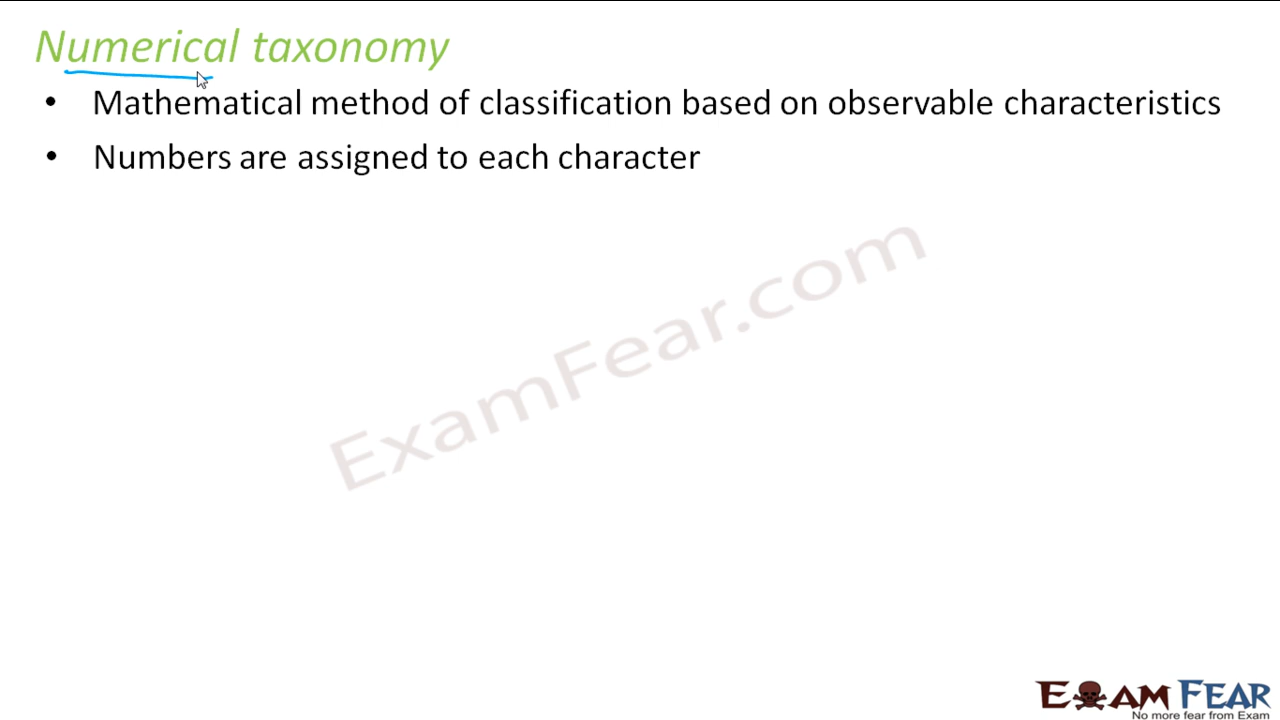 Numerical taxonomy
• Mathematical method of classification based on observable characteristics
• Numbers are assigned to each character
ExamFear.com
EXAM FEAR
No more fear from Exam